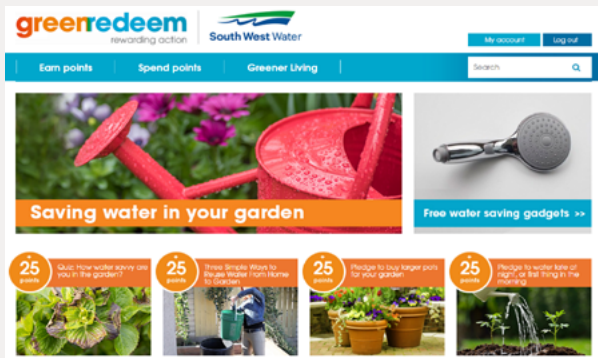 greenredeem
rewarding action
South West Water
My account
Log out
Earn points
Spend points
Greener Living
Search
Saving water in your garden
Free water saving gadgets >>
25
points
Quiz: How water savvy are
you in the garden?
25
points
Three Simple Ways to
Reuse Water From Home
to Garden
25
points
Pledge to buy larger pots
for your garden
25
points
Pledge to water late at
night, or first thing in the
morning